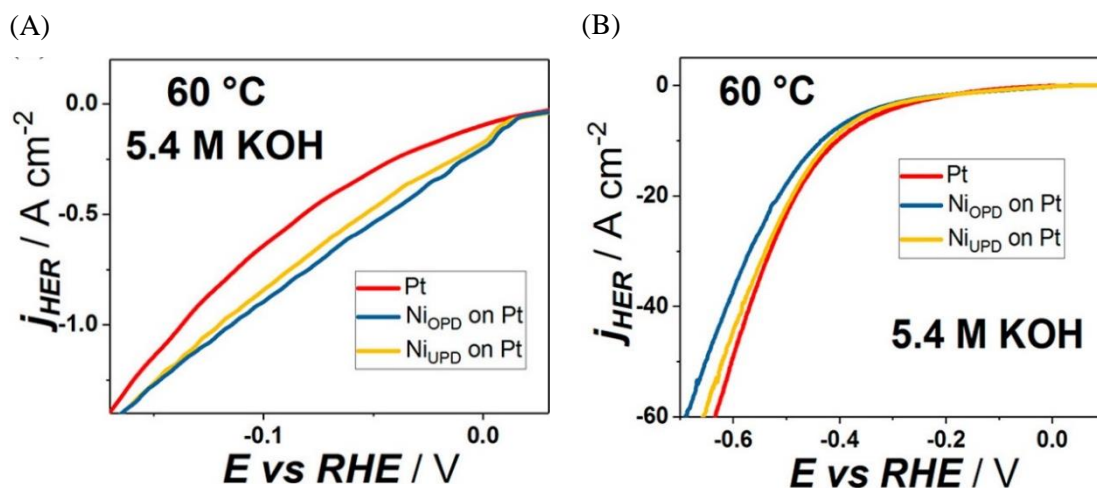 (A)
60 °C
5.4 M KOH
0.0
-0.5
-1.0
j_HER / A cm⁻²
Pt
Ni_OPD on Pt
Ni_UPD on Pt
-0.1
0.0
E vs RHE / V
(B)
60 °C
0
-20
-40
-60
j_HER / A cm⁻²
Pt
Ni_OPD on Pt
Ni_UPD on Pt
5.4 M KOH
-0.6
-0.4
-0.2
0.0
E vs RHE / V